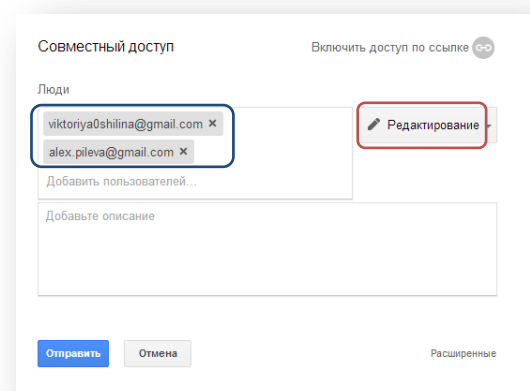 Совместный доступ
Включить доступ по ссылке
Люди
viktoriya0shilina@gmail.com ×
Редактирование
alex.pileva@gmail.com ×
Добавить пользователей...
Добавьте описание
Отправить
Отмена
Расширенные